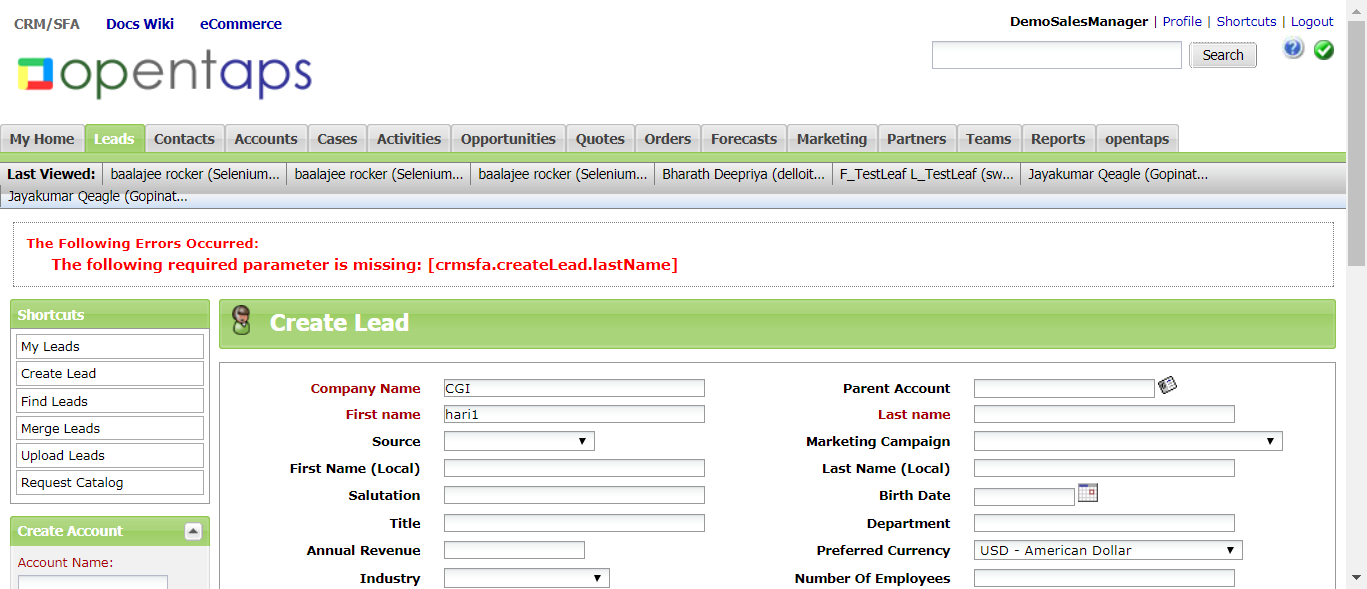 CRM/SFA Docs Wiki eCommerce
DemoSalesManager | Profile | Shortcuts | Logout
opentaps
Search
?
My Home Leads Contacts Accounts Cases Activities Opportunities Quotes Orders Forecasts Marketing Partners Teams Reports opentaps
Last Viewed: baalajee rocker (Selenium... baalajee rocker (Selenium... baalajee rocker (Selenium... Bharath Deepriya (delloit... F_TestLeaf L_TestLeaf (sw... Jayakumar Qeagle (Gopinat...
Jayakumar Qeagle (Gopinat...
The Following Errors Occurred:
The following required parameter is missing: [crmsfa.createLead.lastName]
Shortcuts
My Leads
Create Lead
Find Leads
Merge Leads
Upload Leads
Request Catalog
Create Account
Account Name:
Create Lead
Company Name CGI Parent Account
First name hari1 Last name
Source Marketing Campaign
First Name (Local) Last Name (Local)
Salutation Birth Date
Title Department
Annual Revenue Preferred Currency USD - American Dollar
Industry Number Of Employees